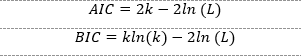 AIC = 2k − 2ln (L)
BIC = kln(k) − 2ln (L)